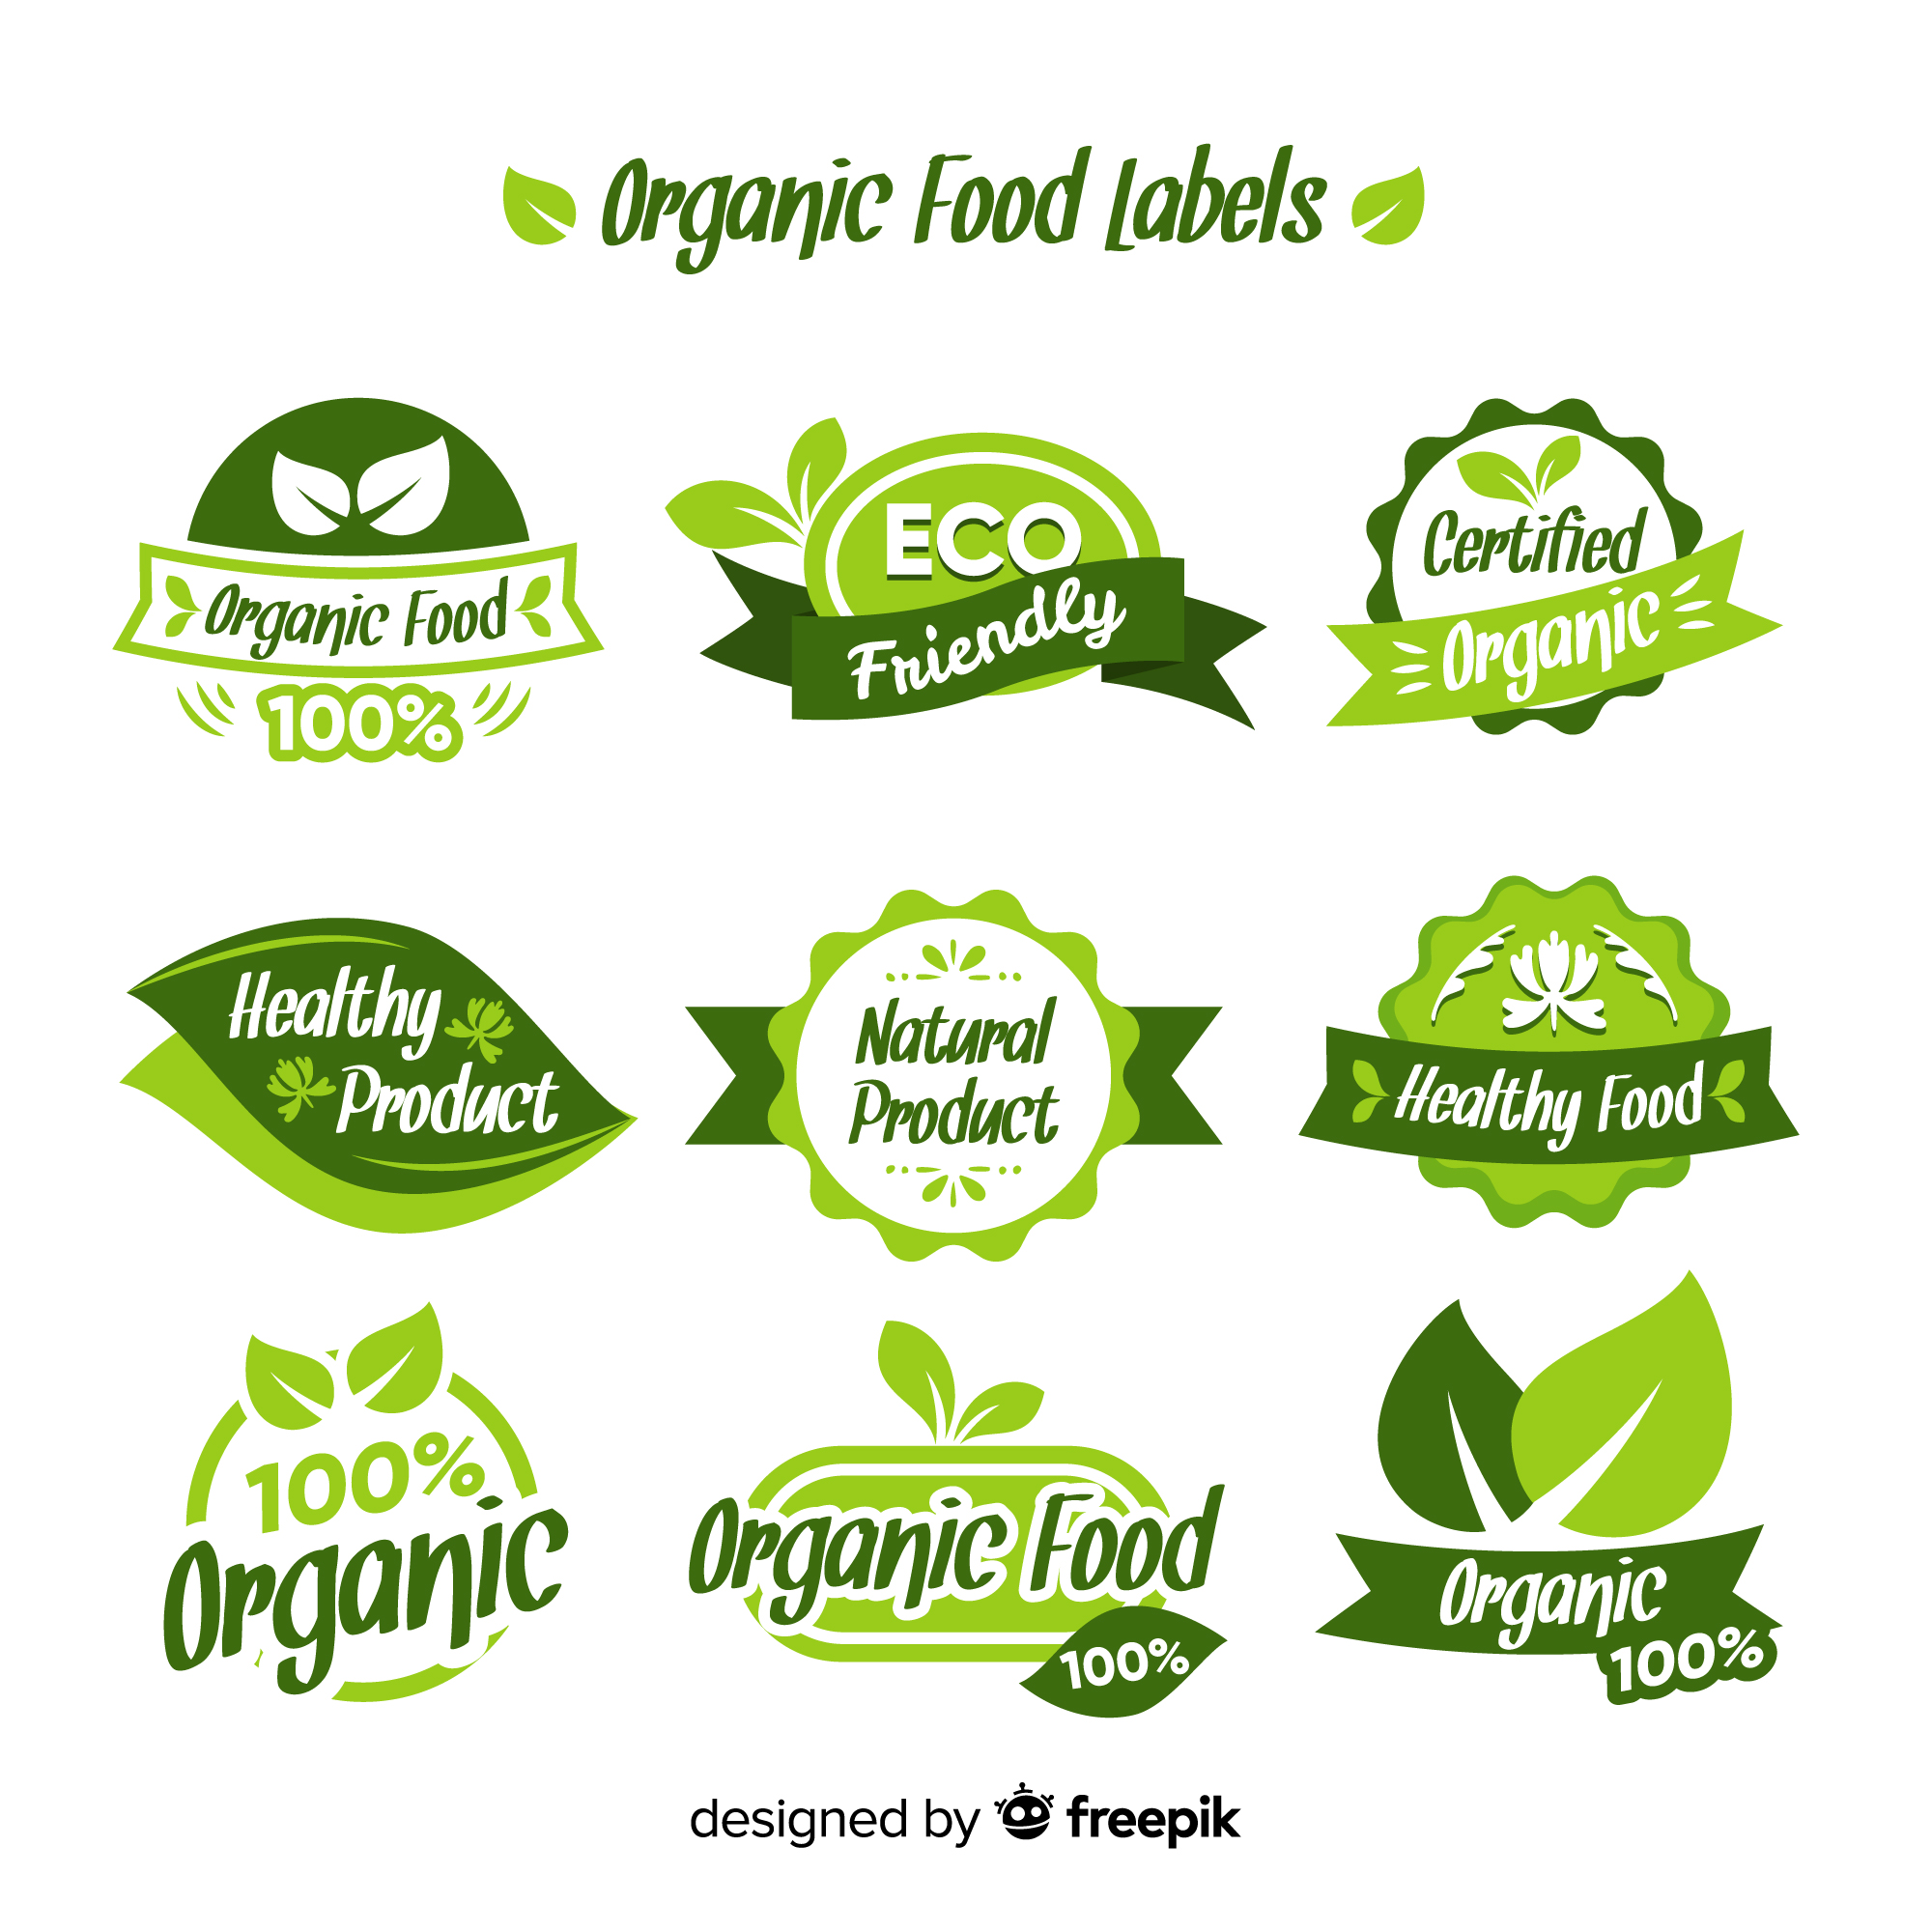 Organic Food Labels
Organic Food
100%
ECO
Friendly
Certified
Organic
Healthy
Product
Natural
Product
Healthy Food
100%
Organic
Organic Food
100%
Organic
100%
designed by freepik